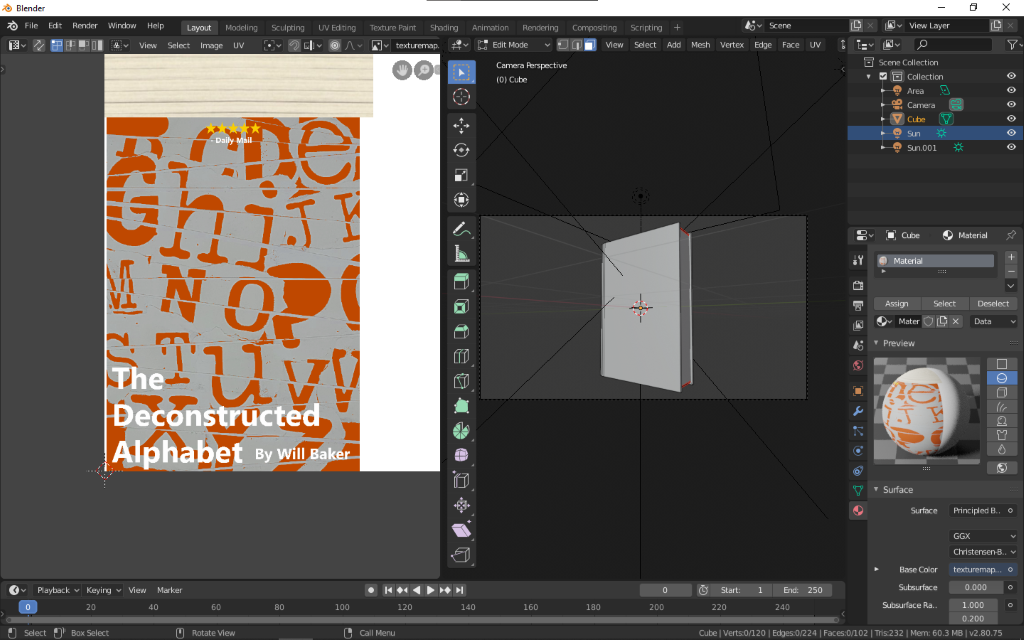 Blender
File Edit Render Window Help
Layout Modeling Sculpting UV Editing Texture Paint Shading Animation Rendering Compositing Scripting +
Scene
View Layer
View Select Image UV
texturemap.
Edit Mode
View Select Add Mesh Vertex Edge Face UV
Camera Perspective
(0) Cube
Scene Collection
Collection
Area
Camera
Cube
Sun
Sun.001
- Daily Mail
Ghij
The
Deconstructed
Alphabet By Will Baker
Cube Material
Material
Assign Select Deselect
Mater
Data
Preview
Surface
Surface Principled B..
GGX
Christensen-B..
Base Color texturemap...
Subsurface 0.000
Subsurface Ra.. 1.000
0.200
Playback Keying View Marker
0
Start: 1
End: 250
0 20 40 60 80 100 120 140 160 180 200 220 240
Select Box Select Rotate View Call Menu
Cube | Verts:0/120 | Edges:0/224 | Faces:0/102 | Tris:232 | Mem: 60.3 MB | v2.80.75